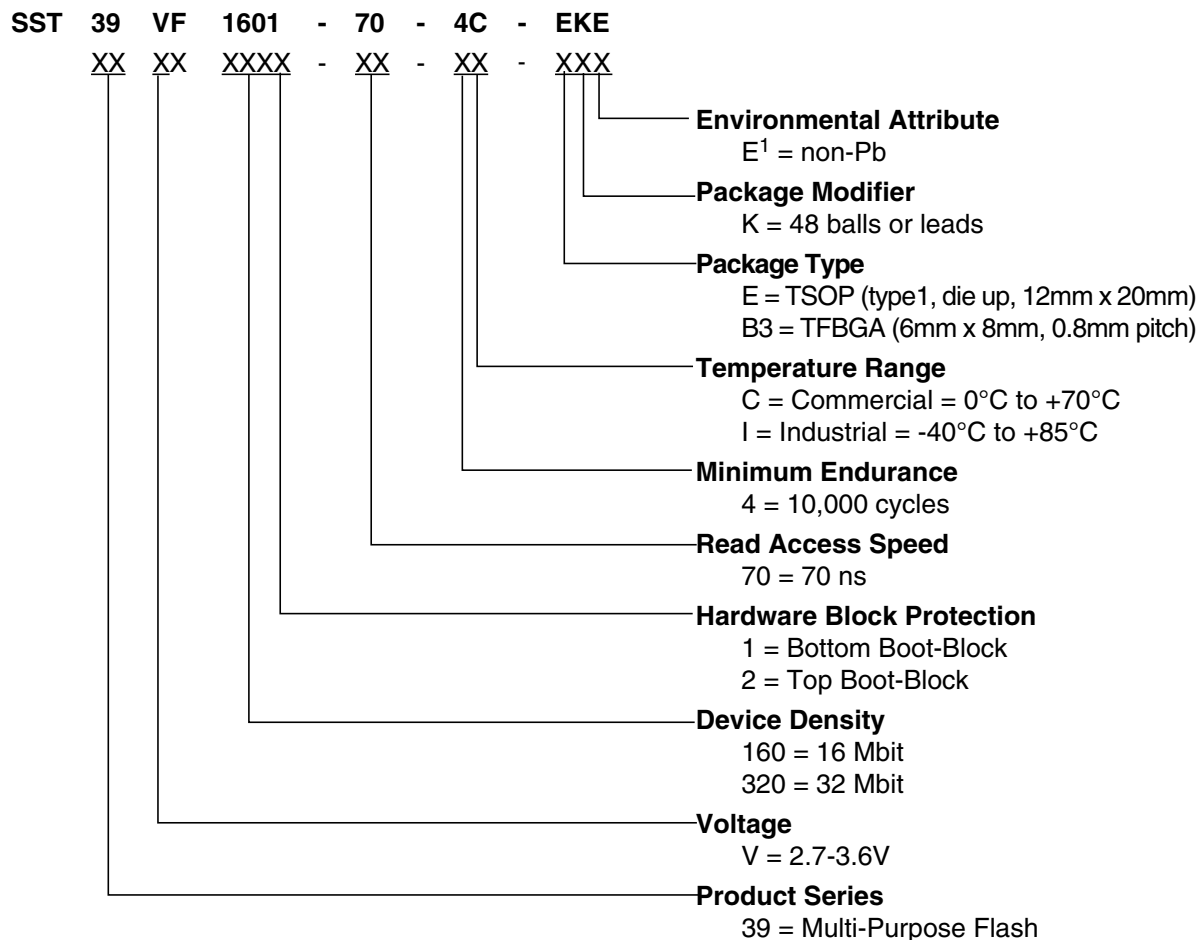 SST 39 VF 1601 - 70 - 4C - EKE
XX XX XXXX - XX - XX - XXX
Environmental Attribute
E1 = non-Pb
Package Modifier
K = 48 balls or leads
Package Type
E = TSOP (type1, die up, 12mm x 20mm)
B3 = TFBGA (6mm x 8mm, 0.8mm pitch)
Temperature Range
C = Commercial = 0°C to +70°C
I = Industrial = -40°C to +85°C
Minimum Endurance
4 = 10,000 cycles
Read Access Speed
70 = 70 ns
Hardware Block Protection
1 = Bottom Boot-Block
2 = Top Boot-Block
Device Density
160 = 16 Mbit
320 = 32 Mbit
Voltage
V = 2.7-3.6V
Product Series
39 = Multi-Purpose Flash